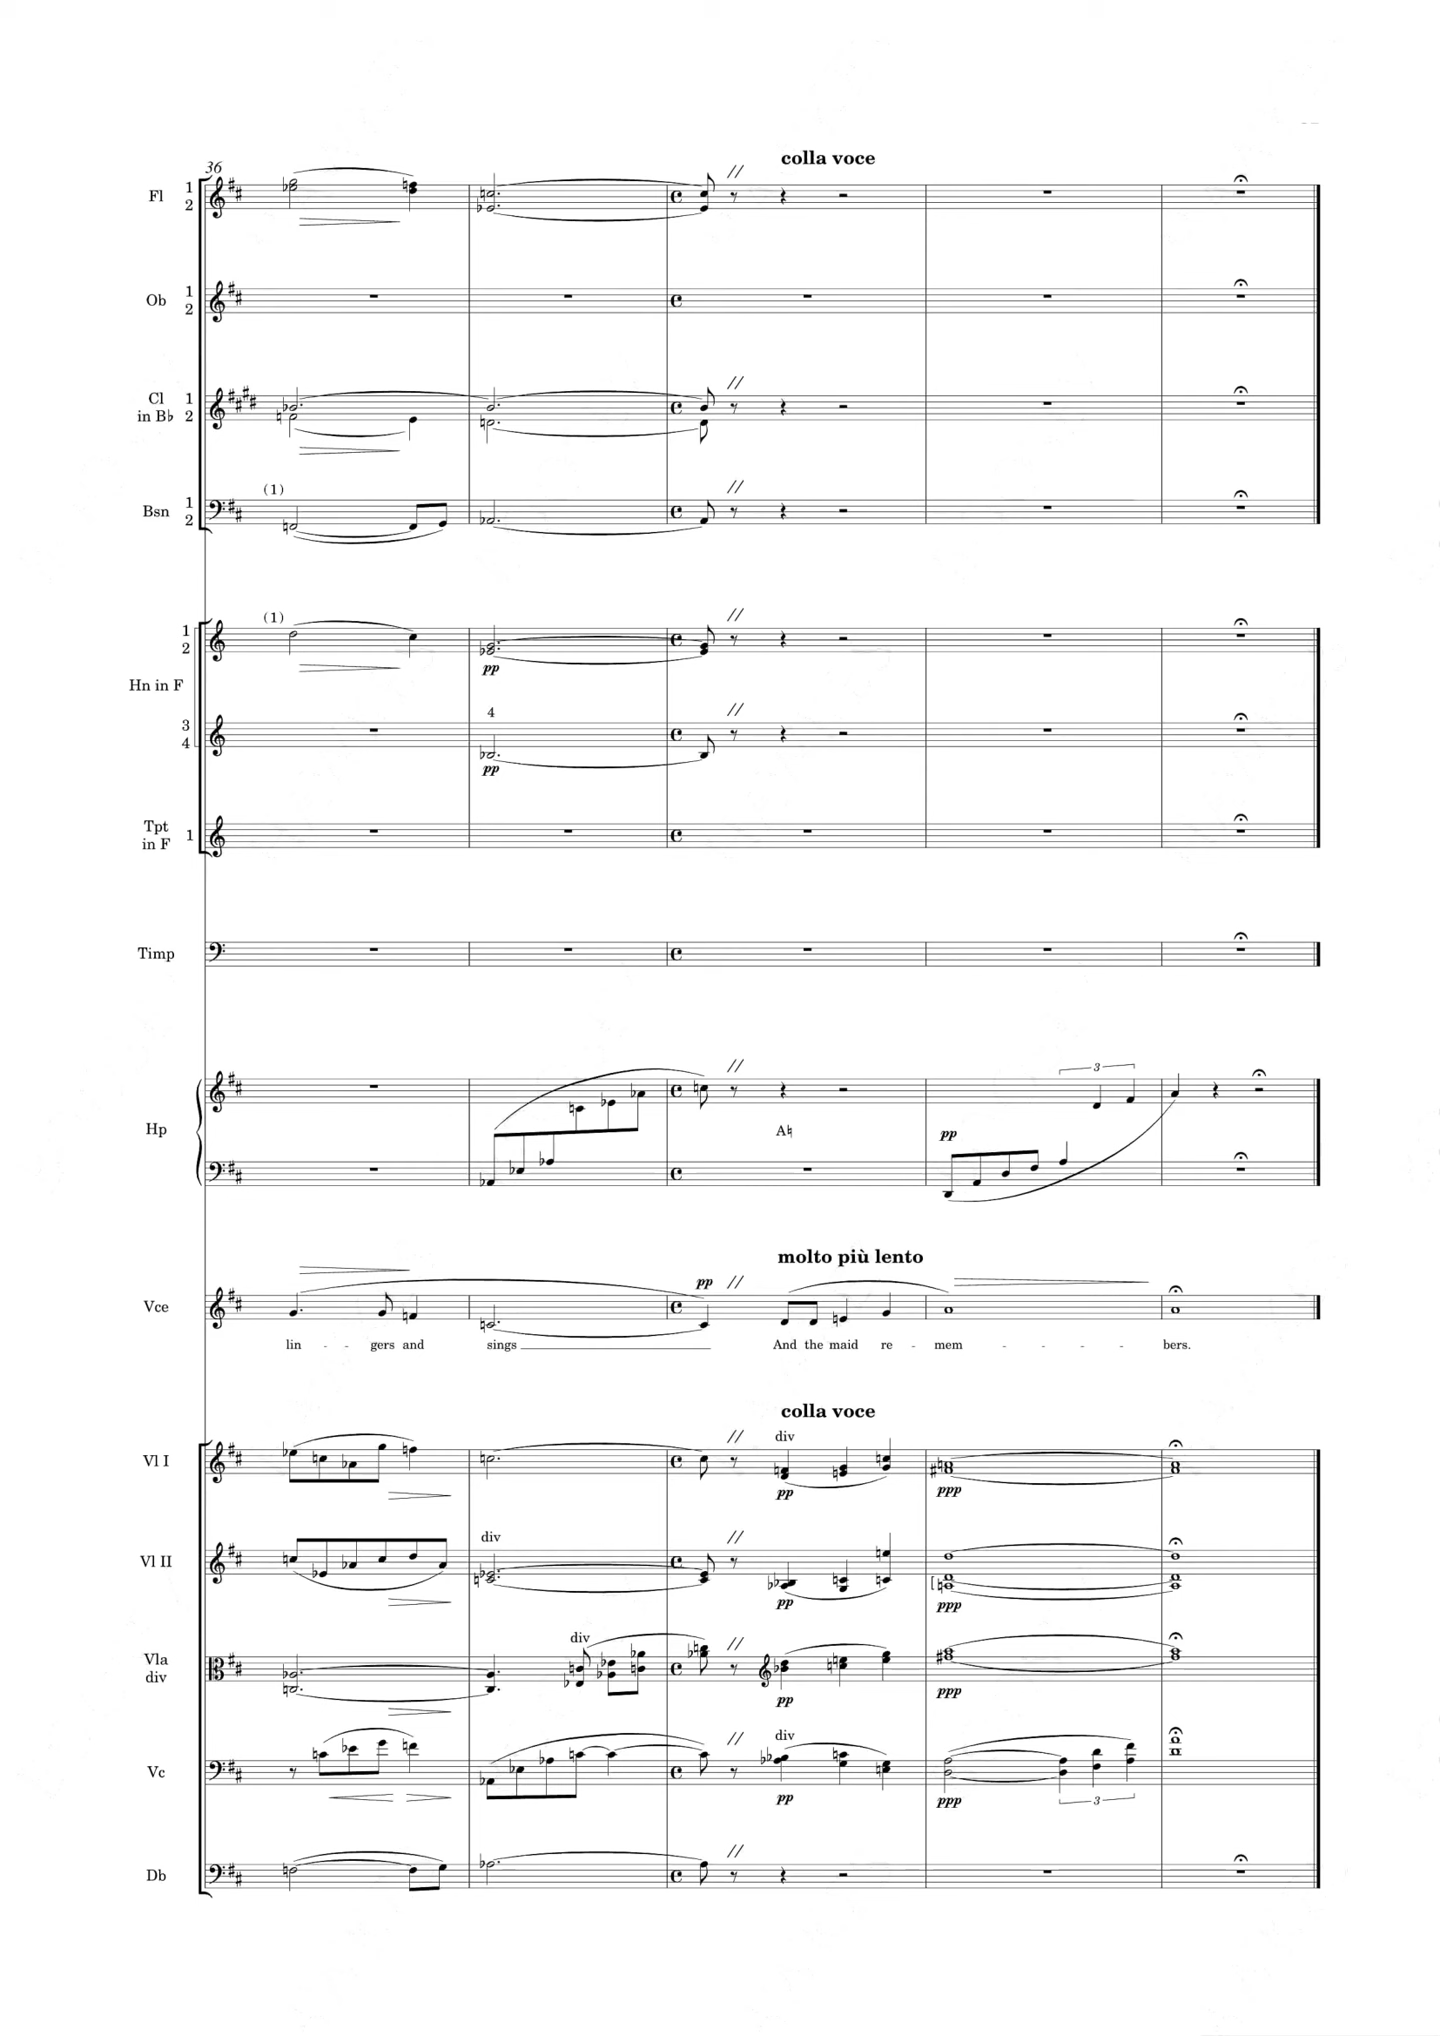 colla voce
36
Fl 1 2
Ob 1 2
Cl in B♭ 1 2
(1)
Bsn 1 2
(1)
Hn in F 1 2
pp
4
3 4
pp
Tpt in F 1
Timp
3
Hp
A♮ pp
molto più lento
pp
Vce
lin - - gers and sings And the maid re - mem - - - - bers.
colla voce
div
Vl I
pp ppp
div
Vl II
pp ppp
div
Vla div
pp ppp
div
Vc
pp ppp 3
Db